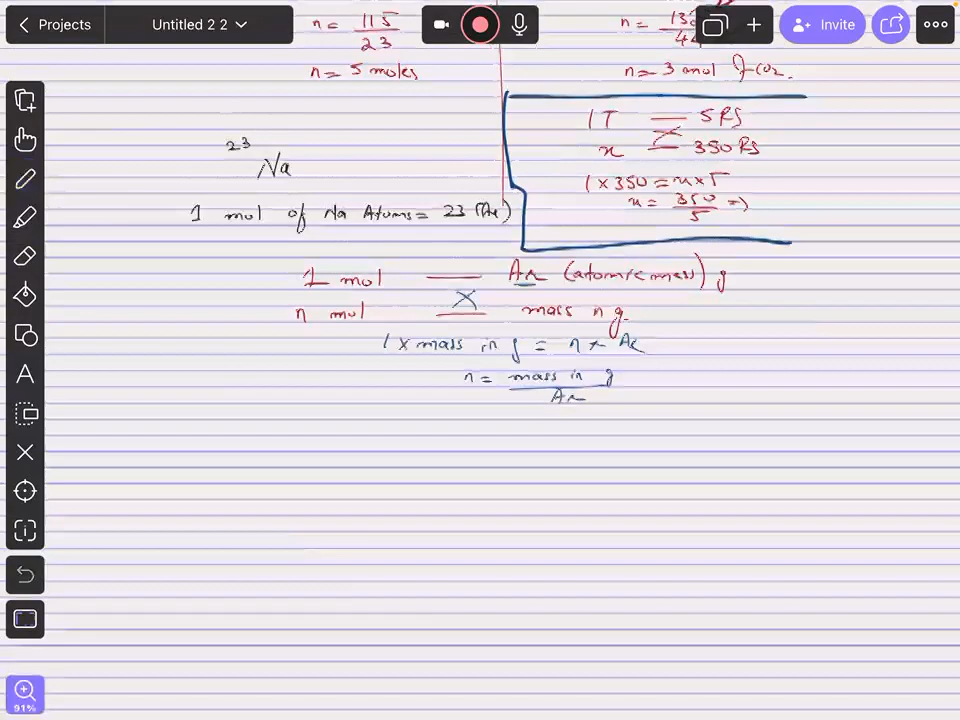 Projects
Untitled 2 2
Invite
n = 115/23
n = 5 moles
n = 3 mol of CO2.
1T — 5 RS
x — 350 RS
1 × 350 = x × 5
x = 350/5 =>
23
Na
1 mol of Na Atoms = 23 (Ar)
1 mol — Ar (atomic mass) g
n mol — mass n g.
1 × mass in g = n × Ar
n = mass in g / Ar
91%